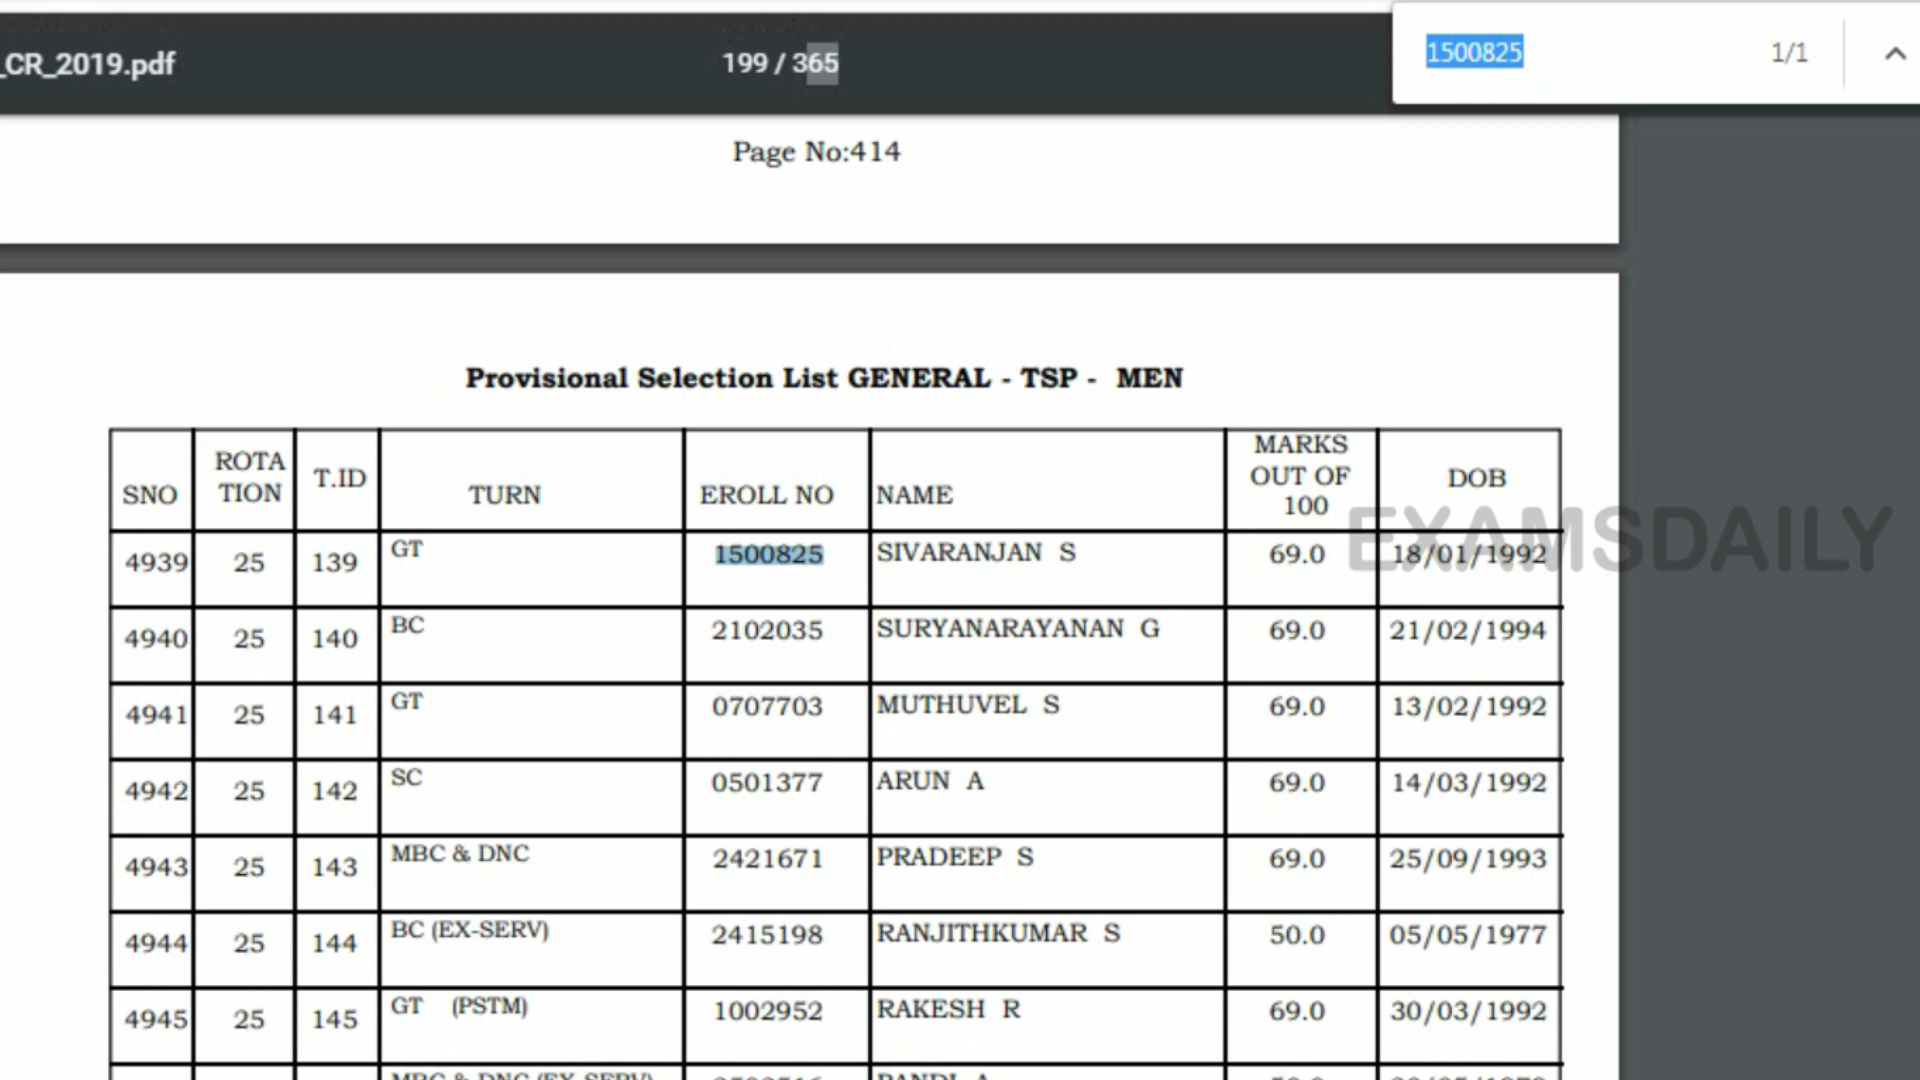 _CR_2019.pdf 199 / 365 1500825 1/1
Page No:414
Provisional Selection List GENERAL - TSP - MEN
SNO ROTA TION T.ID TURN EROLL NO NAME MARKS OUT OF 100 DOB
4939 25 139 GT 1500825 SIVARANJAN S 69.0 18/01/1992
EXAMSDAILY
4940 25 140 BC 2102035 SURYANARAYANAN G 69.0 21/02/1994
4941 25 141 GT 0707703 MUTHUVEL S 69.0 13/02/1992
4942 25 142 SC 0501377 ARUN A 69.0 14/03/1992
4943 25 143 MBC & DNC 2421671 PRADEEP S 69.0 25/09/1993
4944 25 144 BC (EX-SERV) 2415198 RANJITHKUMAR S 50.0 05/05/1977
4945 25 145 GT (PSTM) 1002952 RAKESH R 69.0 30/03/1992
MBC & DNC (EX-SERV) PANDI A